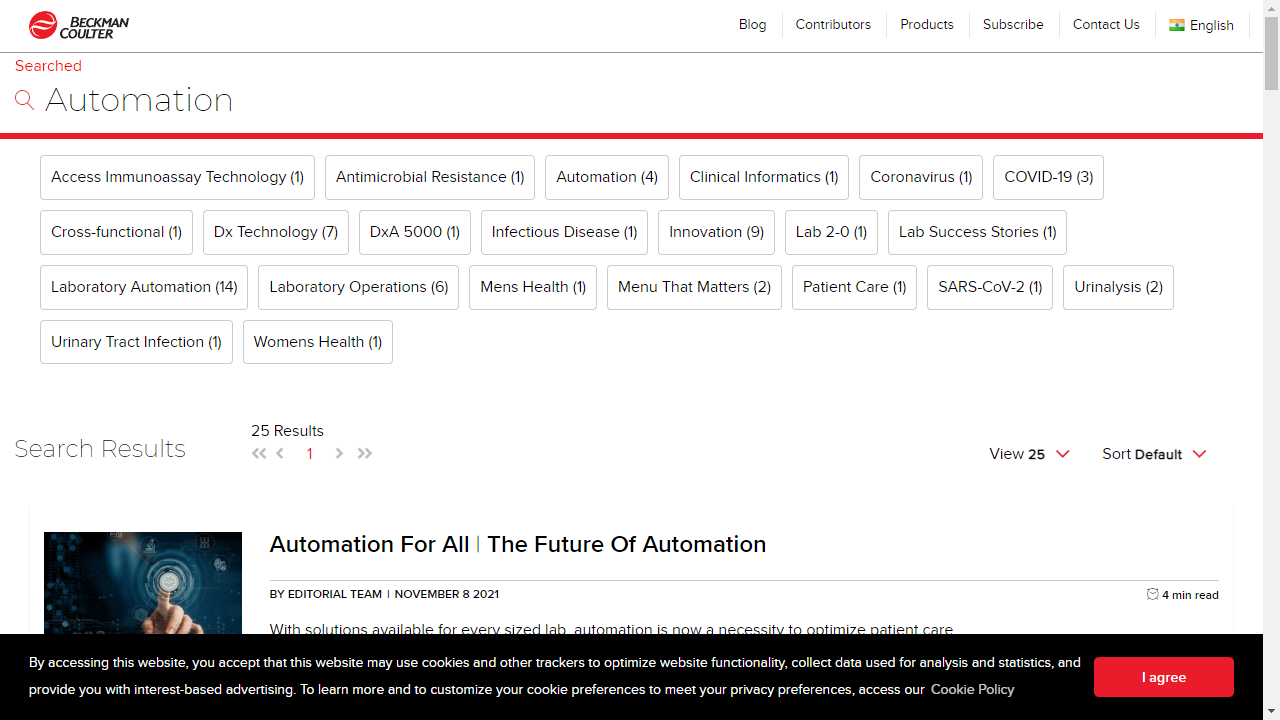 BECKMAN
COULTER
Blog
Contributors
Products
Subscribe
Contact Us
English
Searched
Automation
Access Immunoassay Technology (1)
Antimicrobial Resistance (1)
Automation (4)
Clinical Informatics (1)
Coronavirus (1)
COVID-19 (3)
Cross-functional (1)
Dx Technology (7)
DxA 5000 (1)
Infectious Disease (1)
Innovation (9)
Lab 2-0 (1)
Lab Success Stories (1)
Laboratory Automation (14)
Laboratory Operations (6)
Mens Health (1)
Menu That Matters (2)
Patient Care (1)
SARS-CoV-2 (1)
Urinalysis (2)
Urinary Tract Infection (1)
Womens Health (1)
Search Results
25 Results
1
View 25
Sort Default
Automation For All | The Future Of Automation
BY EDITORIAL TEAM | NOVEMBER 8 2021
4 min read
With solutions available for every sized lab, automation is now a necessity to optimize patient care
By accessing this website, you accept that this website may use cookies and other trackers to optimize website functionality, collect data used for analysis and statistics, and
provide you with interest-based advertising. To learn more and to customize your cookie preferences to meet your privacy preferences, access our Cookie Policy
I agree